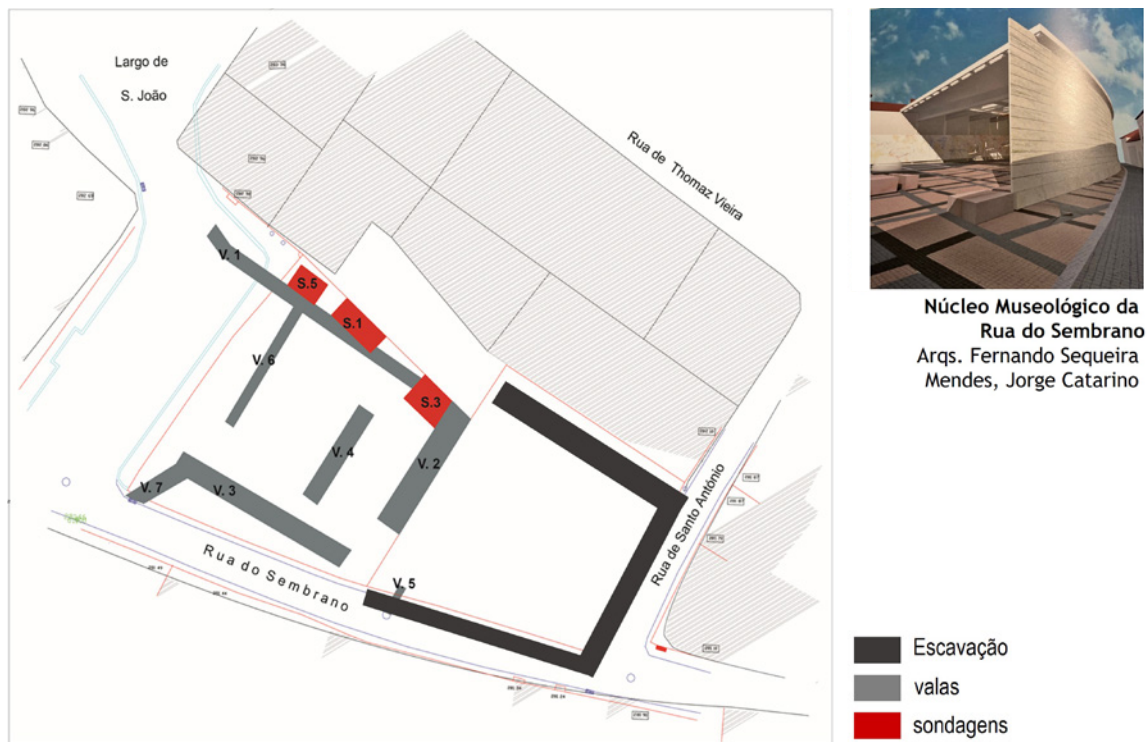 Largo de
S. João
Rua de Thomaz Vieira
V. 1
S.5
S.1
V. 6
S.3
V. 4
V. 2
V. 7
V. 3
Rua do Sembrano
V. 5
Rua de Santo António
Núcleo Museológico da
Rua do Sembrano
Arqs. Fernando Sequeira
Mendes, Jorge Catarino
Escavação
valas
sondagens